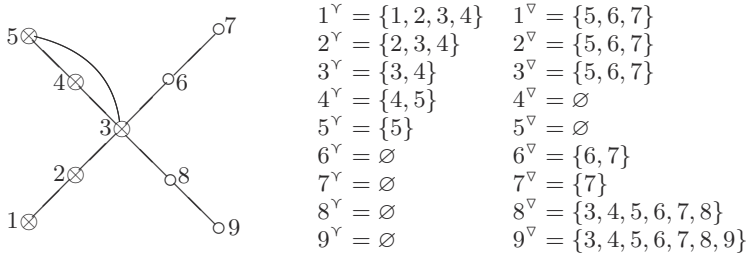 5
7
4
6
3
2
8
1
9
1^⋎ = {1, 2, 3, 4} 1^▽ = {5, 6, 7}
2^⋎ = {2, 3, 4} 2^▽ = {5, 6, 7}
3^⋎ = {3, 4} 3^▽ = {5, 6, 7}
4^⋎ = {4, 5} 4^▽ = ∅
5^⋎ = {5} 5^▽ = ∅
6^⋎ = ∅ 6^▽ = {6, 7}
7^⋎ = ∅ 7^▽ = {7}
8^⋎ = ∅ 8^▽ = {3, 4, 5, 6, 7, 8}
9^⋎ = ∅ 9^▽ = {3, 4, 5, 6, 7, 8, 9}